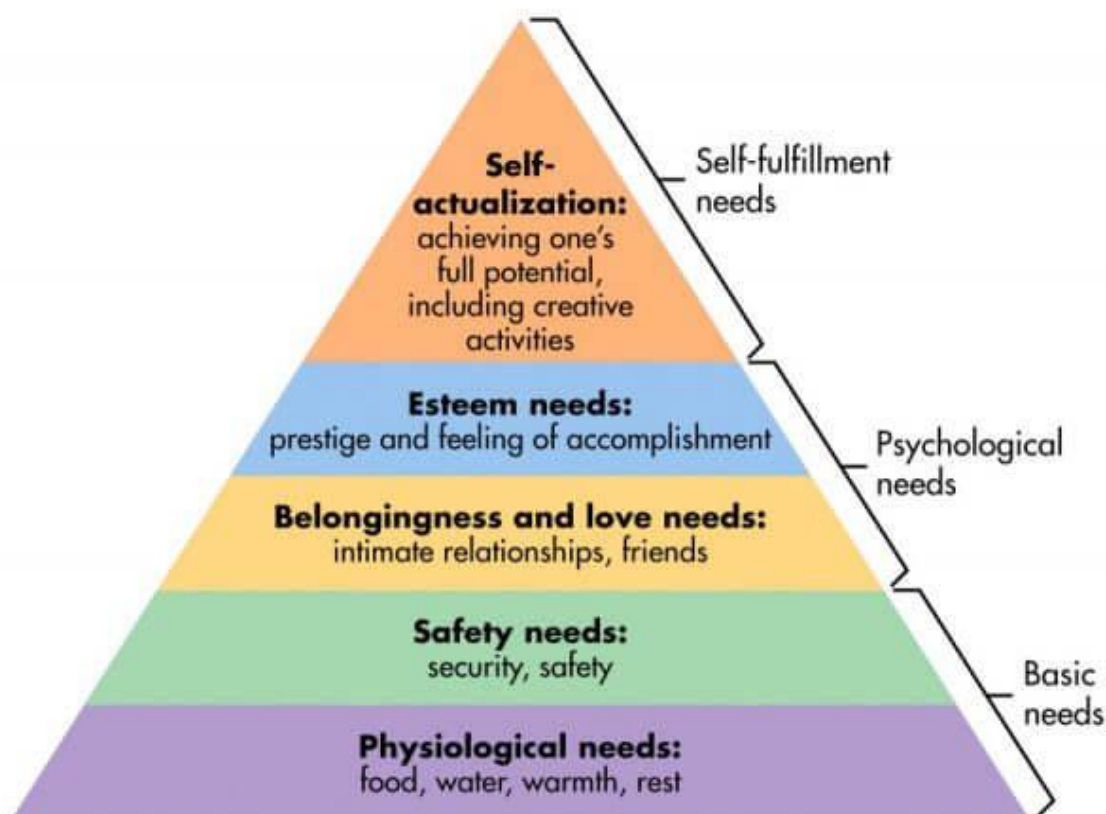 Self-
actualization:
achieving one's
full potential,
including creative
activities
Self-fulfillment
needs
Esteem needs:
prestige and feeling of accomplishment
Psychological
needs
Belongingness and love needs:
intimate relationships, friends
Safety needs:
security, safety
Basic
needs
Physiological needs:
food, water, warmth, rest